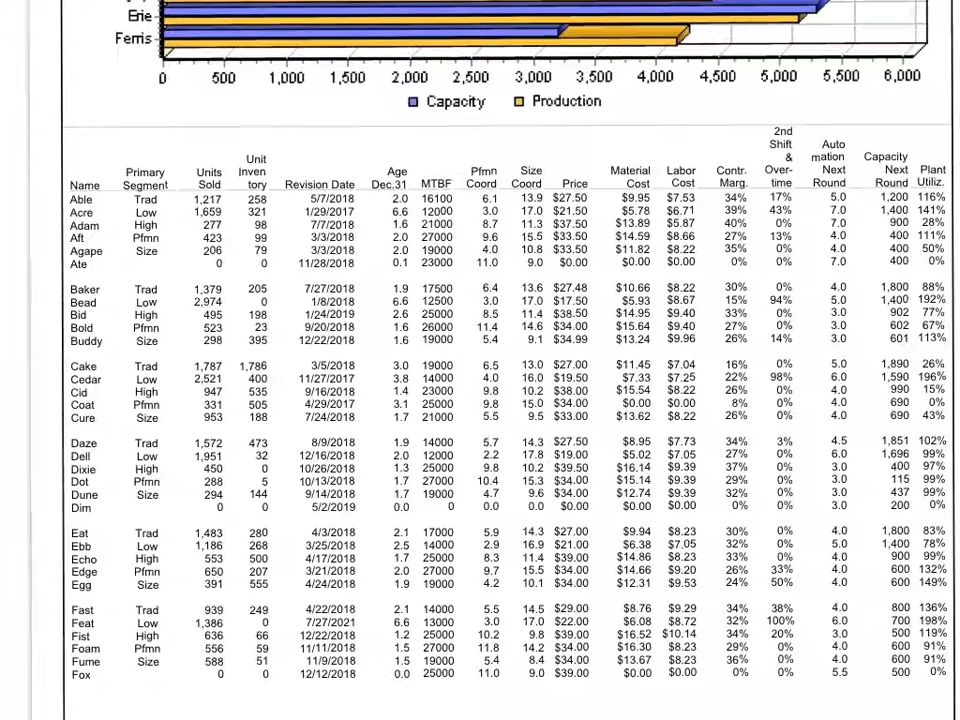 Erie
Ferris
0 500 1,000 1,500 2,000 2,500 3,000 3,500 4,000 4,500 5,000 5,500 6,000
Capacity Production
Name Primary Segment Units Sold Unit Inven tory Revision Date Age Dec.31 MTBF Pfmn Coord Size Coord Price Material Cost Labor Cost Contr. Marg. 2nd Shift & Over-time Auto mation Next Round Capacity Next Round Plant Utiliz.
Able Trad 1,217 258 5/7/2018 2.0 16100 6.1 13.9 $27.50 $9.95 $7.53 34% 17% 5.0 1,200 116%
Acre Low 1,659 321 1/29/2017 6.6 12000 3.0 17.0 $21.50 $5.78 $6.71 39% 43% 7.0 1,400 141%
Adam High 277 98 7/7/2018 1.6 21000 8.7 11.3 $37.50 $13.89 $5.87 40% 0% 7.0 900 28%
Aft Pfmn 423 99 3/3/2018 2.0 27000 9.6 15.5 $33.50 $14.59 $8.66 27% 13% 4.0 400 111%
Agape Size 206 79 3/3/2018 2.0 19000 4.0 10.8 $33.50 $11.82 $8.22 35% 0% 4.0 400 50%
Ate 0 0 11/28/2018 0.1 23000 11.0 9.0 $0.00 $0.00 $0.00 0% 0% 7.0 400 0%
Baker Trad 1,379 205 7/27/2018 1.9 17500 6.4 13.6 $27.48 $10.66 $8.22 30% 0% 4.0 1,800 88%
Bead Low 2,974 0 1/8/2018 6.6 12500 3.0 17.0 $17.50 $5.93 $8.67 15% 94% 5.0 1,400 192%
Bid High 495 198 1/24/2019 2.6 25000 8.5 11.4 $38.50 $14.95 $9.40 33% 0% 3.0 902 77%
Bold Pfmn 523 23 9/20/2018 1.6 26000 11.4 14.6 $34.00 $15.64 $9.40 27% 0% 3.0 602 67%
Buddy Size 298 395 12/22/2018 1.6 19000 5.4 9.1 $34.99 $13.24 $9.96 26% 14% 3.0 601 113%
Cake Trad 1,787 1,786 3/5/2018 3.0 19000 6.5 13.0 $27.00 $11.45 $7.04 16% 0% 5.0 1,890 26%
Cedar Low 2,521 400 11/27/2017 3.8 14000 4.0 16.0 $19.50 $7.33 $7.25 22% 98% 6.0 1,590 196%
Cid High 947 535 9/16/2018 1.4 23000 9.8 10.2 $38.00 $15.54 $8.22 26% 0% 4.0 990 15%
Coat Pfmn 331 505 4/29/2017 3.1 25000 9.8 15.0 $34.00 $0.00 $0.00 8% 0% 4.0 690 0%
Cure Size 953 188 7/24/2018 1.7 21000 5.5 9.5 $33.00 $13.62 $8.22 26% 0% 4.0 690 43%
Daze Trad 1,572 473 8/9/2018 1.9 14000 5.7 14.3 $27.50 $8.95 $7.73 34% 3% 4.5 1,851 102%
Dell Low 1,951 32 12/16/2018 2.0 12000 2.2 17.8 $19.00 $5.02 $7.05 27% 0% 6.0 1,696 99%
Dixie High 450 0 10/26/2018 1.3 25000 9.8 10.2 $39.50 $16.14 $9.39 37% 0% 3.0 400 97%
Dot Pfmn 288 5 10/13/2018 1.7 27000 10.4 15.3 $34.00 $15.14 $9.39 29% 0% 3.0 115 99%
Dune Size 294 144 9/14/2018 1.7 19000 4.7 9.6 $34.00 $12.74 $9.39 32% 0% 3.0 437 99%
Dim 0 0 5/2/2019 0.0 0 0.0 0.0 $0.00 $0.00 $0.00 0% 0% 3.0 200 0%
Eat Trad 1,483 280 4/3/2018 2.1 17000 5.9 14.3 $27.00 $9.94 $8.23 30% 0% 4.0 1,800 83%
Ebb Low 1,186 268 3/25/2018 2.5 14000 2.9 16.9 $21.00 $6.38 $7.05 32% 0% 5.0 1,400 78%
Echo High 553 500 4/17/2018 1.7 25000 8.3 11.4 $39.00 $14.86 $8.23 33% 0% 4.0 900 99%
Edge Pfmn 650 207 3/21/2018 2.0 27000 9.7 15.5 $34.00 $14.66 $9.20 26% 33% 4.0 600 132%
Egg Size 391 555 4/24/2018 1.9 19000 4.2 10.1 $34.00 $12.31 $9.53 24% 50% 4.0 600 149%
Fast Trad 939 249 4/22/2018 2.1 14000 5.5 14.5 $29.00 $8.76 $9.29 34% 38% 4.0 800 136%
Feat Low 1,386 0 7/27/2021 6.6 13000 3.0 17.0 $22.00 $6.08 $8.72 32% 100% 6.0 700 198%
Fist High 636 66 12/22/2018 1.2 25000 10.2 9.8 $39.00 $16.52 $10.14 34% 20% 3.0 500 119%
Foam Pfmn 556 59 11/11/2018 1.5 27000 11.8 14.2 $34.00 $16.30 $8.23 29% 0% 4.0 600 91%
Fume Size 588 51 11/9/2018 1.5 19000 5.4 8.4 $34.00 $13.67 $8.23 36% 0% 4.0 600 91%
Fox 0 0 12/12/2018 0.0 25000 11.0 9.0 $39.00 $0.00 $0.00 0% 0% 5.5 500 0%